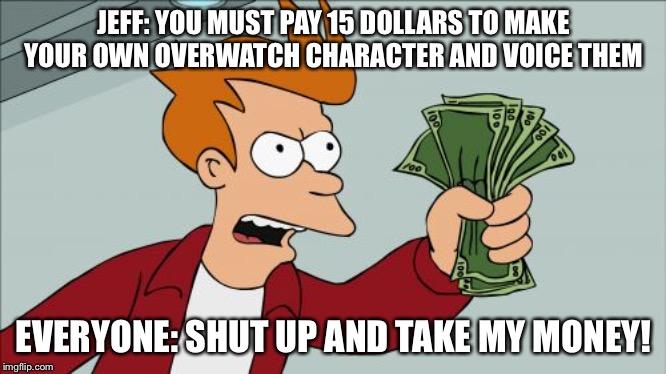 JEFF: YOU MUST PAY 15 DOLLARS TO MAKE
YOUR OWN OVERWATCH CHARACTER AND VOICE THEM
EVERYONE: SHUT UP AND TAKE MY MONEY!
imgflip.com